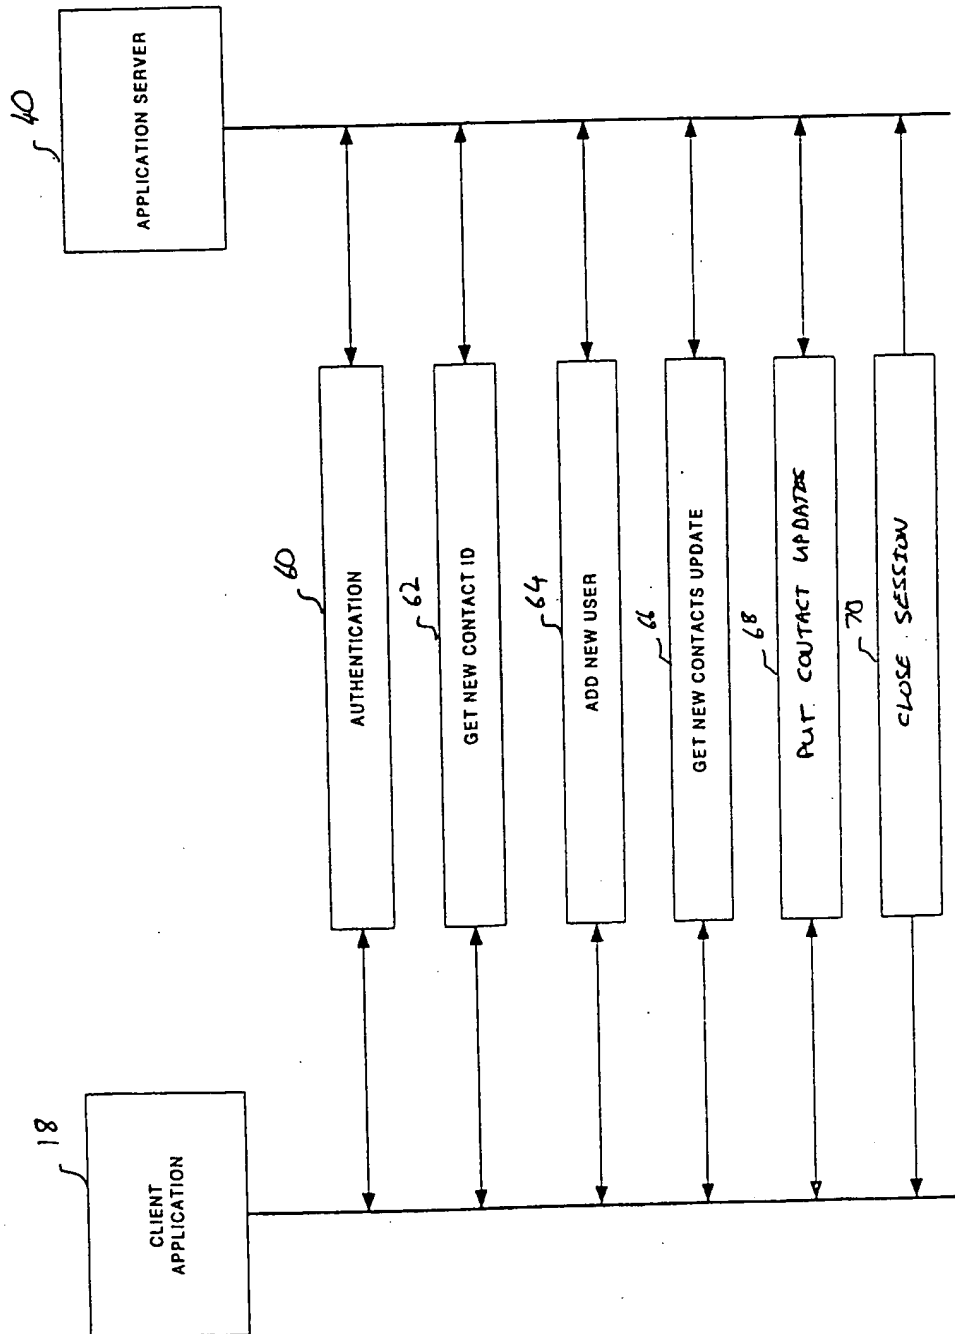 18
CLIENT
APPLICATION
40
APPLICATION SERVER
60
AUTHENTICATION
62
GET NEW CONTACT ID
64
ADD NEW USER
66
GET NEW CONTACTS UPDATE
68
PUT CONTACT UPDATES
70
CLOSE SESSION